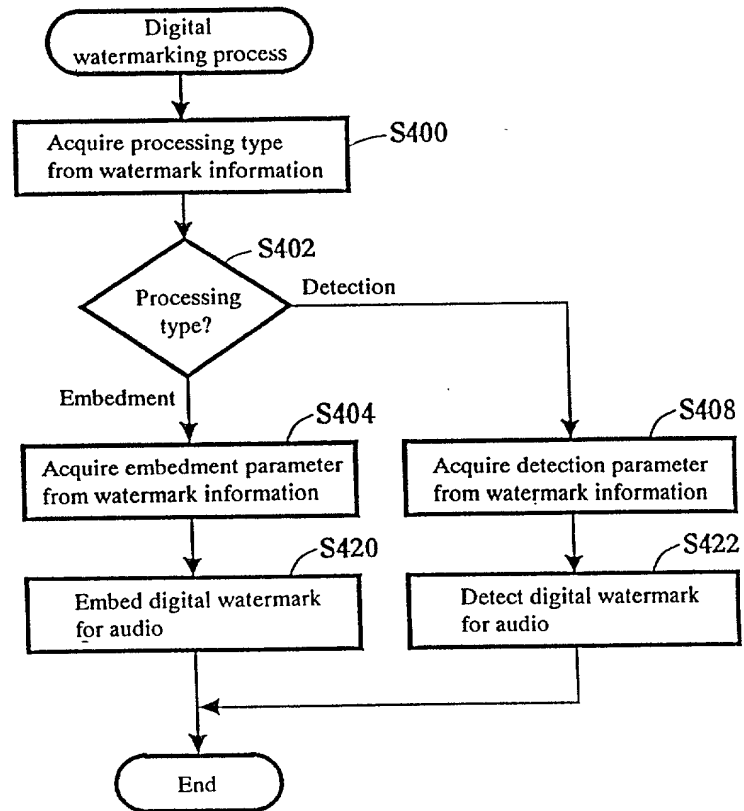 Digital
watermarking process
S400
Acquire processing type
from watermark information
S402
Processing
type?
Detection
Embedment
S404
Acquire embedment parameter
from watermark information
S408
Acquire detection parameter
from watermark information
S420
Embed digital watermark
for audio
S422
Detect digital watermark
for audio
End